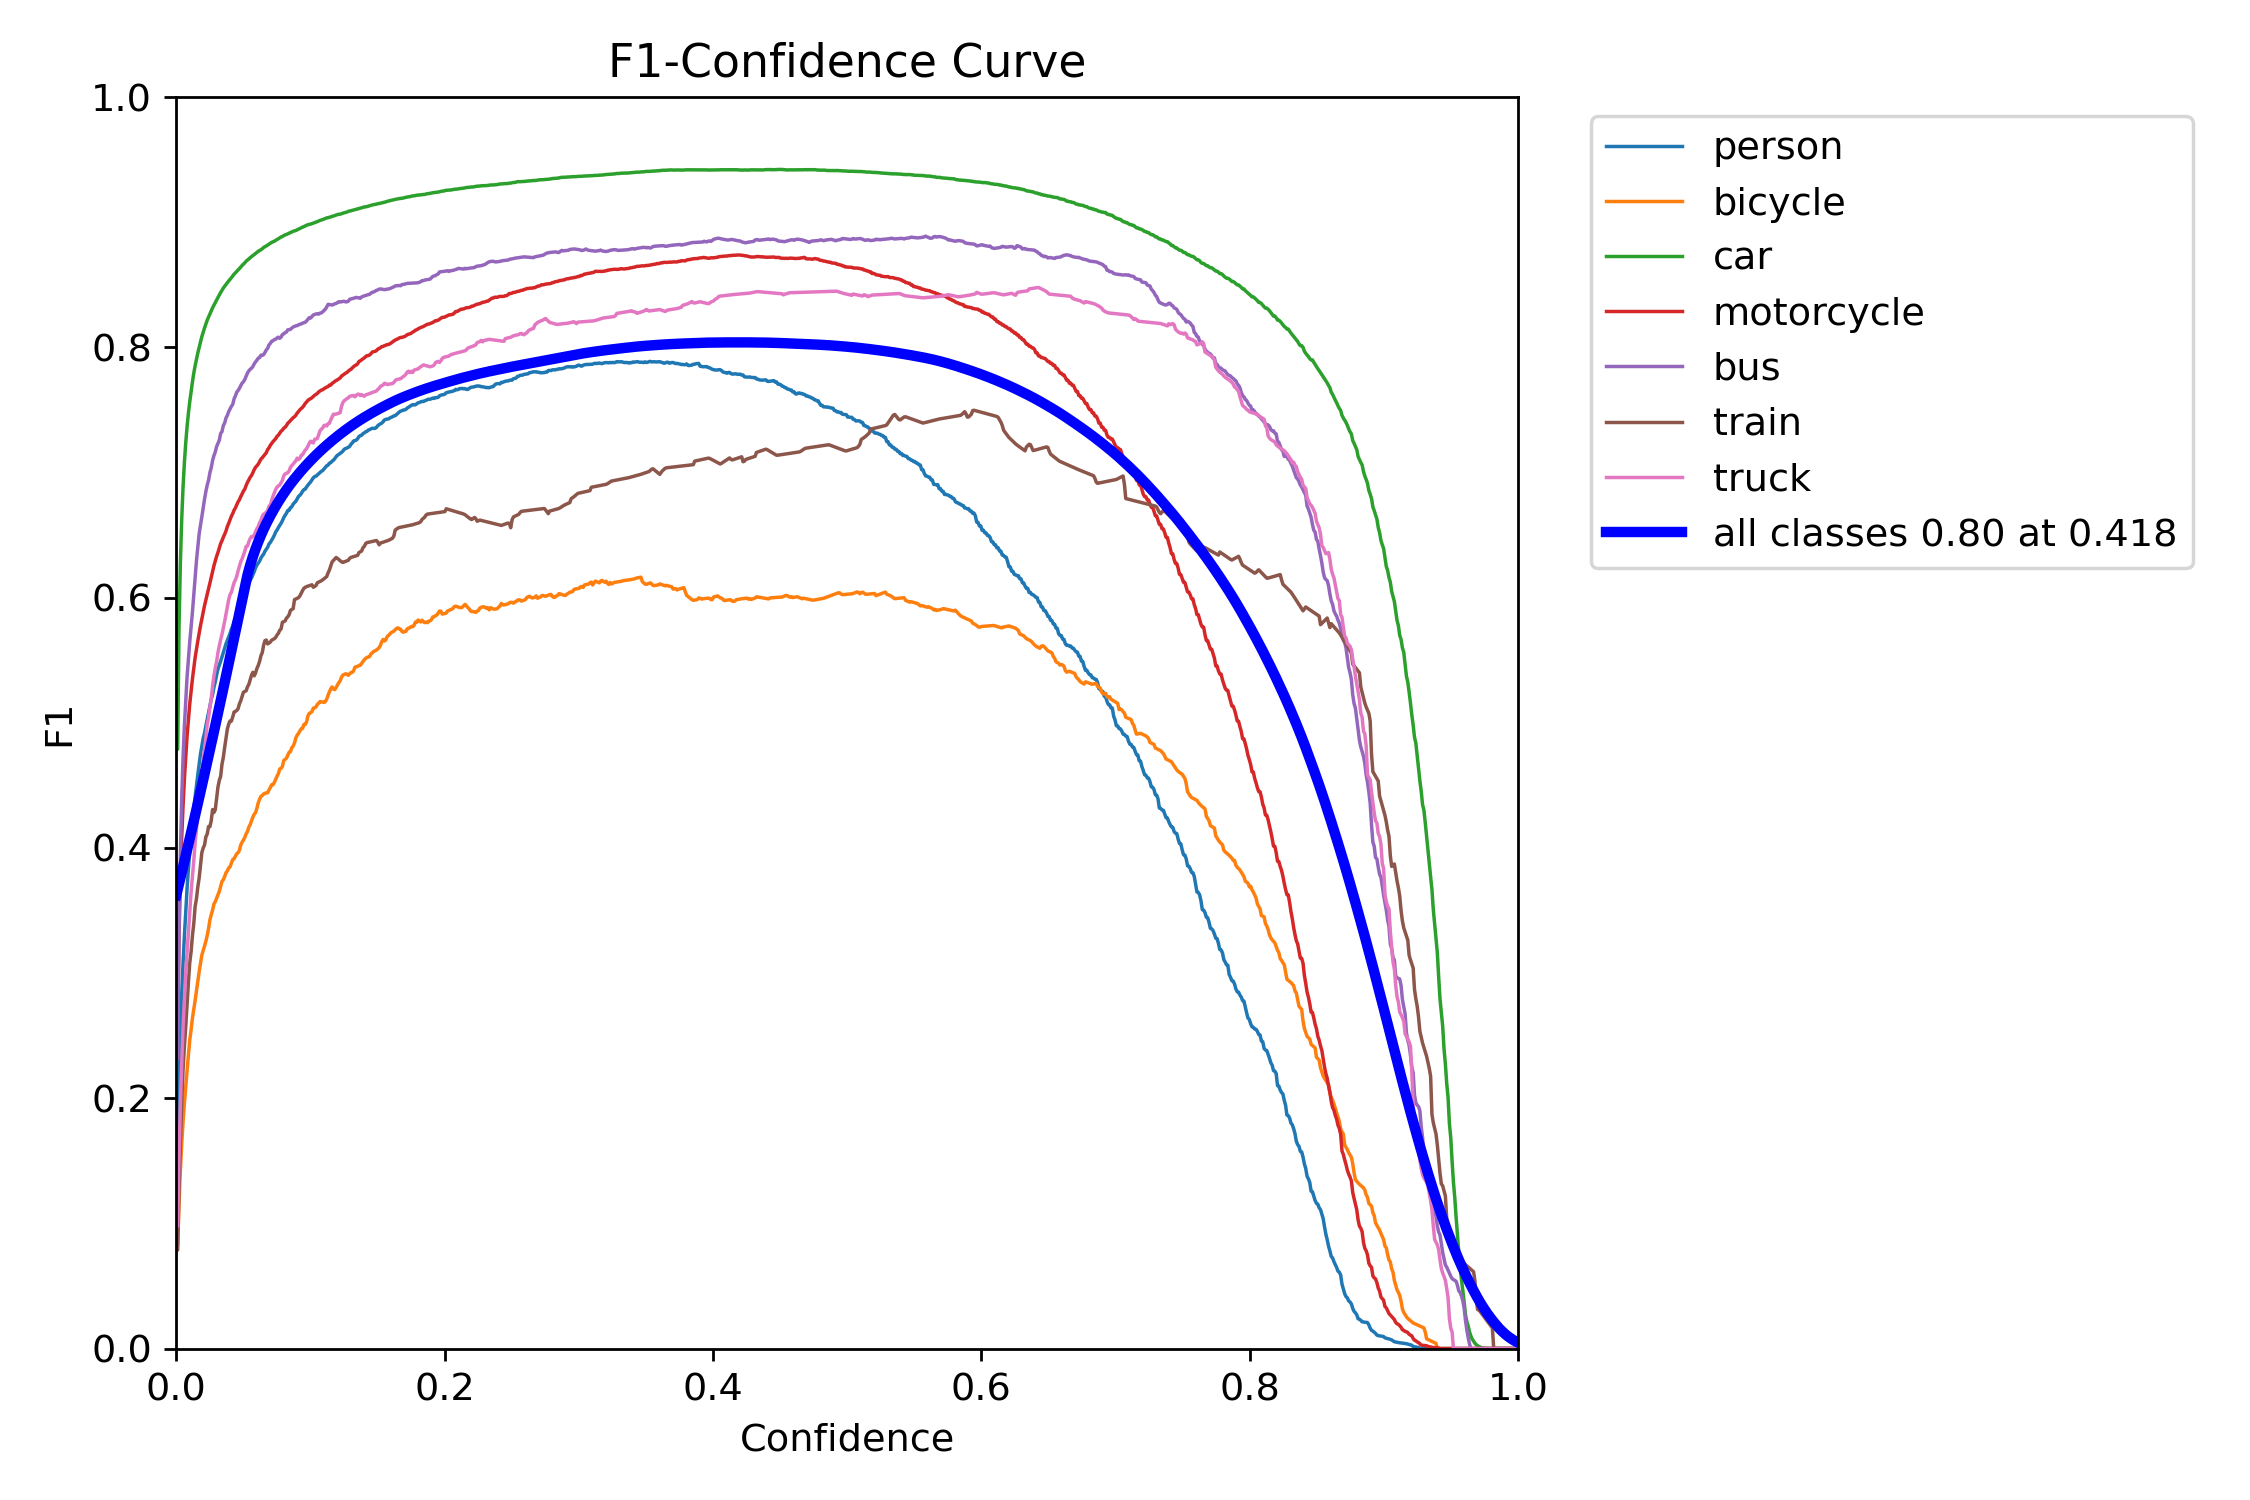 F1-Confidence Curve
1.0
0.8
0.6
0.4
0.2
0.0
F1
0.0 0.2 0.4 0.6 0.8 1.0
Confidence
person
bicycle
car
motorcycle
bus
train
truck
all classes 0.80 at 0.418